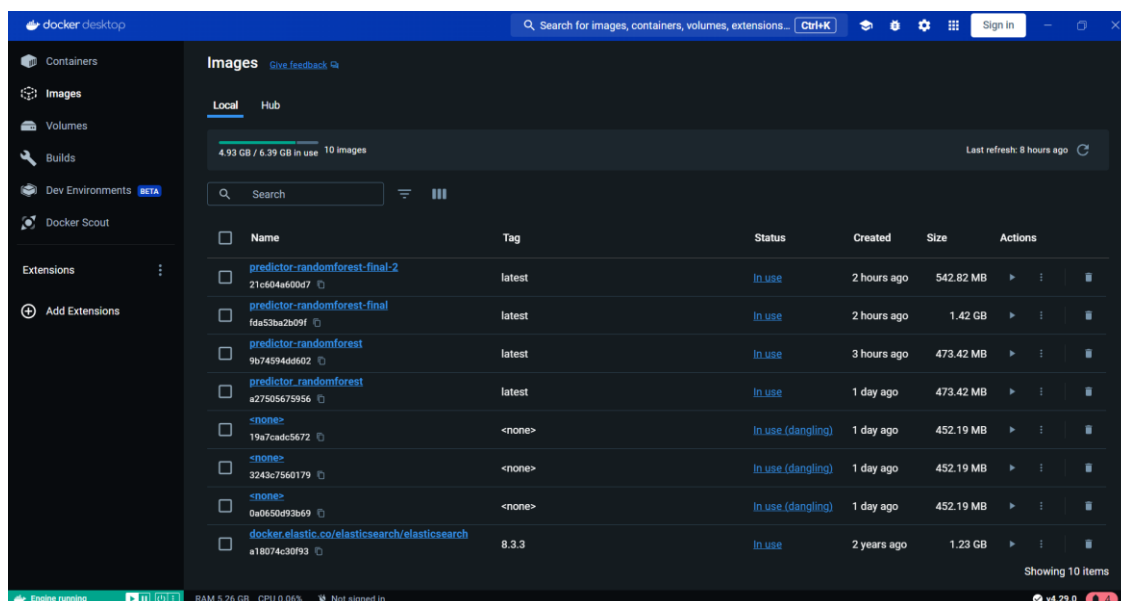 docker desktop
Search for images, containers, volumes, extensions... Ctrl+K
Sign in
Containers
Images
Volumes
Builds
Dev Environments BETA
Docker Scout
Extensions
Add Extensions
Images Give feedback
Local Hub
4.93 GB / 6.39 GB in use 10 images Last refresh: 8 hours ago
Search
Name Tag Status Created Size Actions
predictor-randomforest-final-2
21c604a600d7
latest In use 2 hours ago 542.82 MB
predictor-randomforest-final
fda53ba2b09f
latest In use 2 hours ago 1.42 GB
predictor-randomforest
9b74594dd602
latest In use 3 hours ago 473.42 MB
predictor_randomforest
a27505675956
latest In use 1 day ago 473.42 MB
<none>
19a7cadc5672
<none> In use (dangling) 1 day ago 452.19 MB
<none>
3243c7560179
<none> In use (dangling) 1 day ago 452.19 MB
<none>
0a0650d93b69
<none> In use (dangling) 1 day ago 452.19 MB
docker.elastic.co/elasticsearch/elasticsearch
a18074c30f93
8.3.3 In use 2 years ago 1.23 GB
Showing 10 items
Engine running RAM 5.26 GB CPU 0.06% Not signed in v4.29.0 4